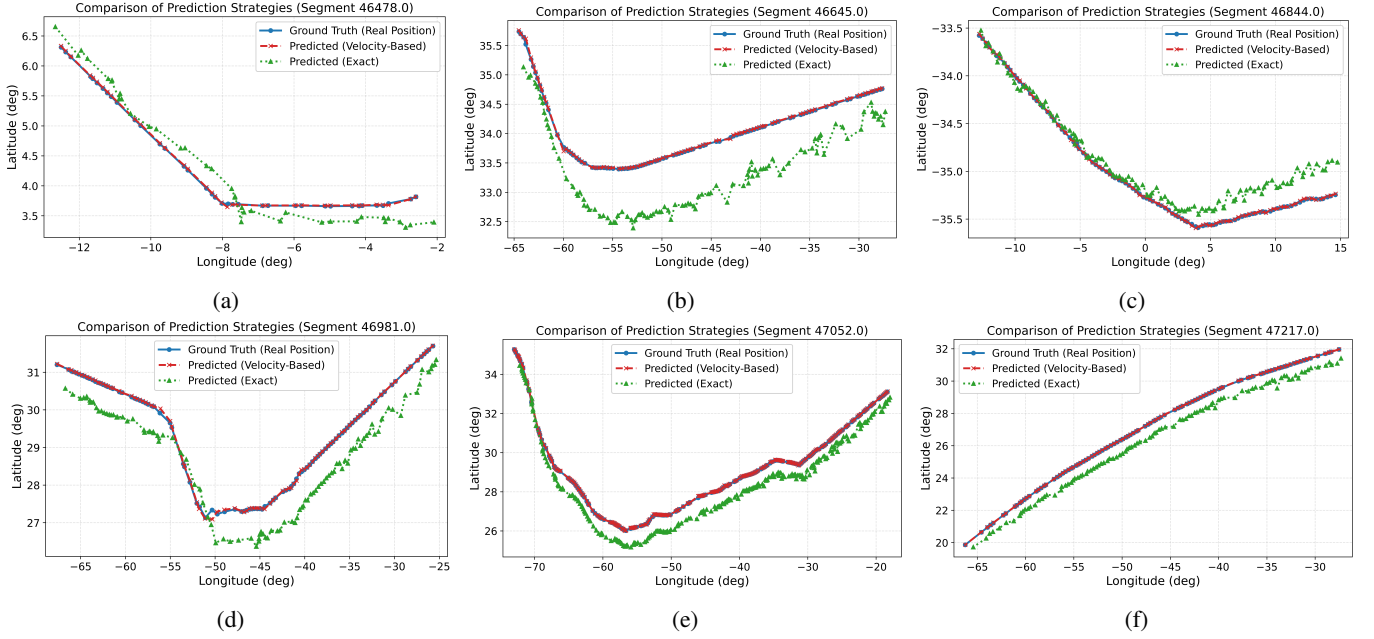 Comparison of Prediction Strategies (Segment 46478.0)
Ground Truth (Real Position)
Predicted (Velocity-Based)
Predicted (Exact)
Latitude (deg)
6.5
6.0
5.5
5.0
4.5
4.0
3.5
−12
−10
−8
−6
−4
−2
Longitude (deg)
(a)
Comparison of Prediction Strategies (Segment 46645.0)
Ground Truth (Real Position)
Predicted (Velocity-Based)
Predicted (Exact)
Latitude (deg)
35.5
35.0
34.5
34.0
33.5
33.0
32.5
−65
−60
−55
−50
−45
−40
−35
−30
Longitude (deg)
(b)
Comparison of Prediction Strategies (Segment 46844.0)
Ground Truth (Real Position)
Predicted (Velocity-Based)
Predicted (Exact)
Latitude (deg)
−33.5
−34.0
−34.5
−35.0
−35.5
−10
−5
0
5
10
15
Longitude (deg)
(c)
Comparison of Prediction Strategies (Segment 46981.0)
Ground Truth (Real Position)
Predicted (Velocity-Based)
Predicted (Exact)
Latitude (deg)
31
30
29
28
27
−65
−60
−55
−50
−45
−40
−35
−30
−25
Longitude (deg)
(d)
Comparison of Prediction Strategies (Segment 47052.0)
Ground Truth (Real Position)
Predicted (Velocity-Based)
Predicted (Exact)
Latitude (deg)
34
32
30
28
26
−70
−60
−50
−40
−30
−20
Longitude (deg)
(e)
Comparison of Prediction Strategies (Segment 47217.0)
Ground Truth (Real Position)
Predicted (Velocity-Based)
Predicted (Exact)
Latitude (deg)
32
30
28
26
24
22
20
−65
−60
−55
−50
−45
−40
−35
−30
Longitude (deg)
(f)